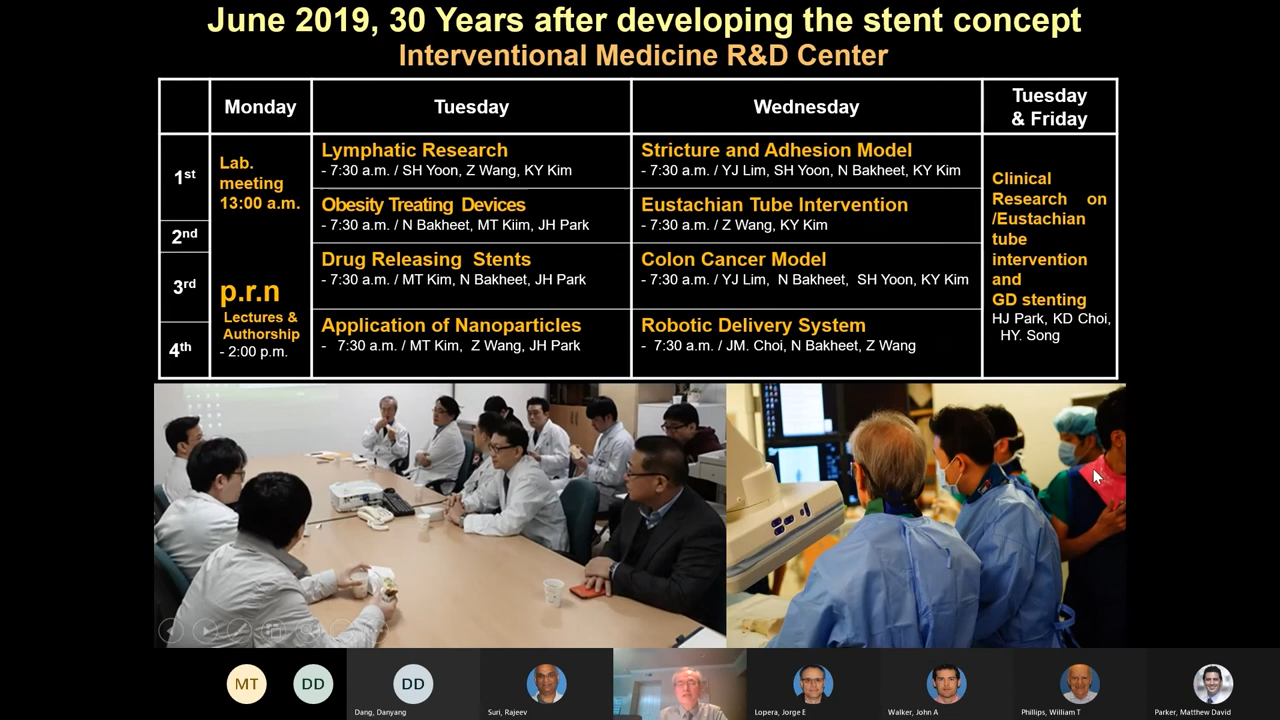 June 2019, 30 Years after developing the stent concept
Interventional Medicine R&D Center
Monday
Tuesday
Wednesday
Tuesday
& Friday
1st
2nd
3rd
4th
Lab.
meeting
13:00 a.m.
p.r.n
Lectures &
Authorship
- 2:00 p.m.
Lymphatic Research
- 7:30 a.m. / SH Yoon, Z Wang, KY Kim
Obesity Treating Devices
- 7:30 a.m. / N Bakheet, MT Kiim, JH Park
Drug Releasing Stents
- 7:30 a.m. / MT Kim, N Bakheet, JH Park
Application of Nanoparticles
- 7:30 a.m. / MT Kim, Z Wang, JH Park
Stricture and Adhesion Model
- 7:30 a.m. / YJ Lim, SH Yoon, N Bakheet, KY Kim
Eustachian Tube Intervention
- 7:30 a.m. / Z Wang, KY Kim
Colon Cancer Model
- 7:30 a.m. / YJ Lim, N Bakheet, SH Yoon, KY Kim
Robotic Delivery System
- 7:30 a.m. / JM. Choi, N Bakheet, Z Wang
Clinical
Research on
/Eustachian
tube
intervention
and
GD stenting
HJ Park, KD Choi,
HY. Song
MT
DD
DD
Dang, Danyang
Suri, Rajeev
Lopera, Jorge E
Walker, John A
Phillips, William T
Parker, Matthew David